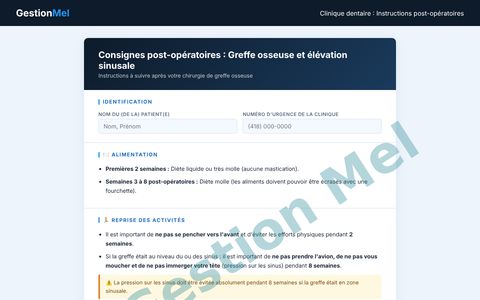 GestionMel
Clinique dentaire : Instructions post-opératoires
Consignes post-opératoires : Greffe osseuse et élévation
sinusale
Instructions à suivre après votre chirurgie de greffe osseuse
IDENTIFICATION
NOM DU (DE LA) PATIENT(E)
NUMÉRO D'URGENCE DE LA CLINIQUE
Nom, Prénom
(418) 000-0000
🍽️ ALIMENTATION
• Premières 2 semaines : Diète liquide ou très molle (aucune mastication).
• Semaines 3 à 8 post-opératoires : Diète molle (les aliments doivent pouvoir être écrasés avec une
fourchette).
🏃 REPRISE DES ACTIVITÉS
• Il est important de ne pas se pencher vers l'avant et d'éviter les efforts physiques pendant 2
semaines.
• Si la greffe était au niveau du ou des sinus : il est important de ne pas prendre l'avion, de ne pas vous
moucher et de ne pas immerger votre tête (pression sur les sinus) pendant 8 semaines.
⚠️ La pression sur les sinus doit être évitée absolument pendant 8 semaines si la greffe était en zone
sinusale.
Gestion Mel